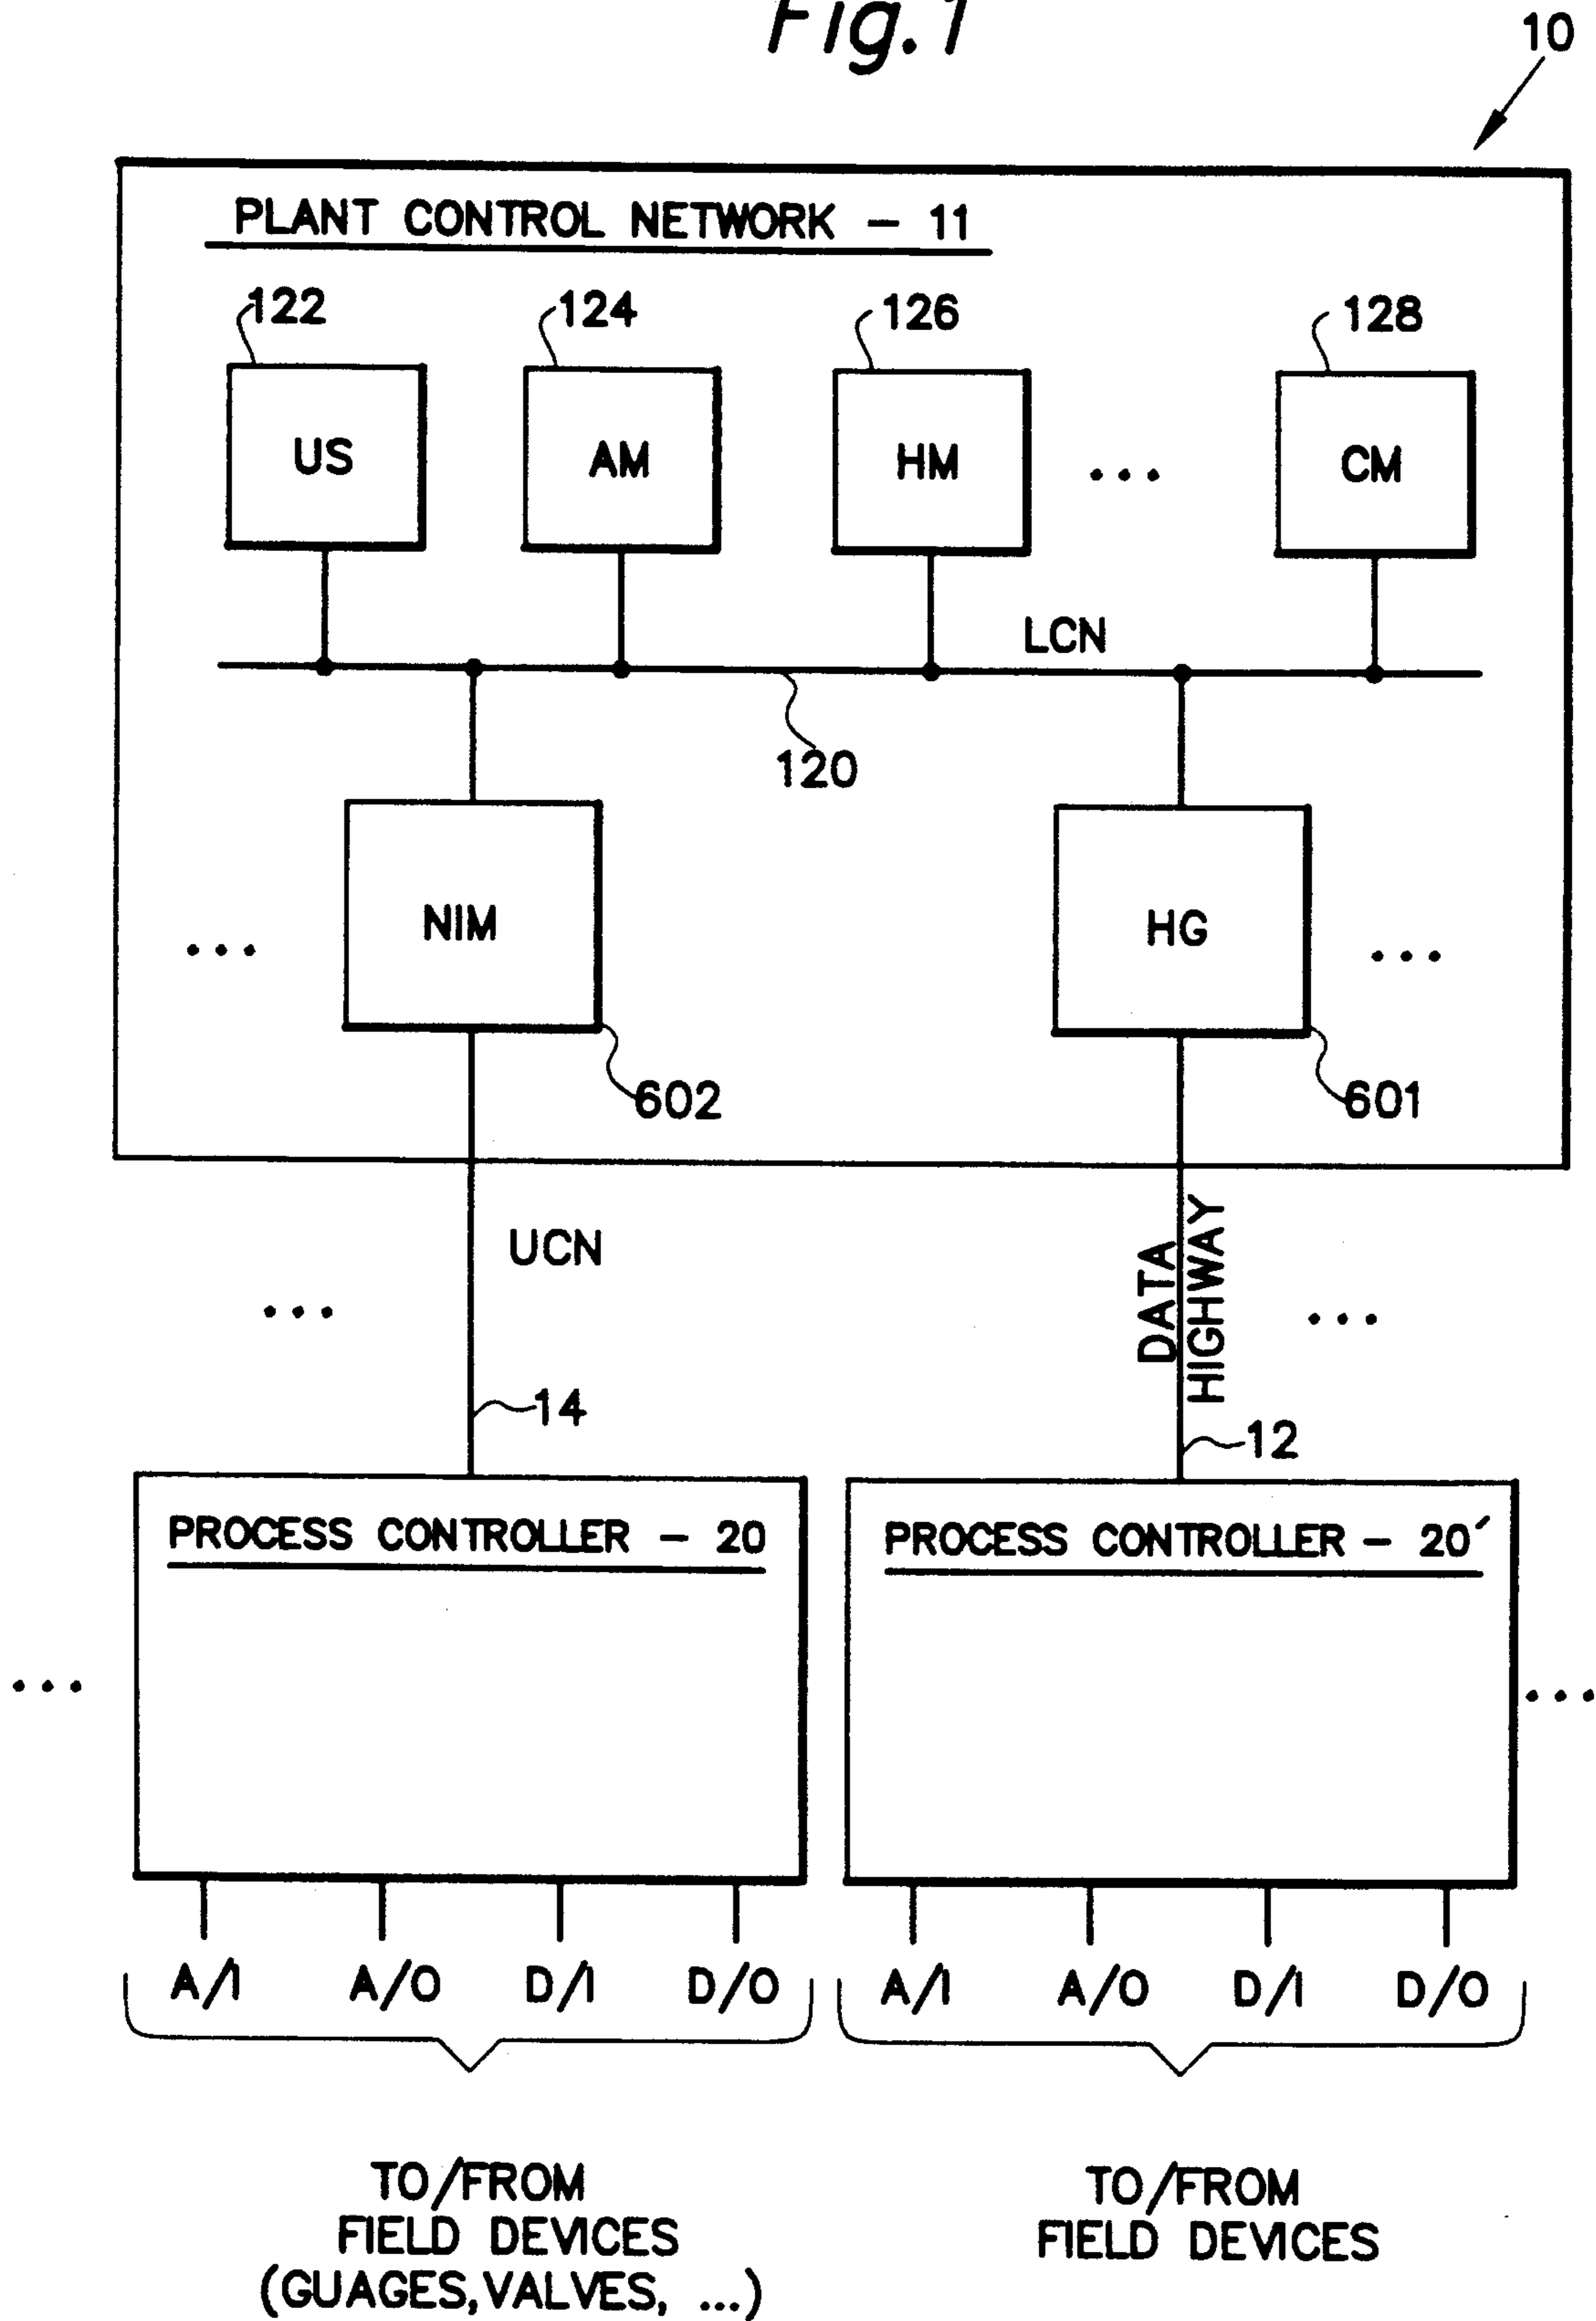 Fig. 1
10
PLANT CONTROL NETWORK - 11
122
124
126
128
US
AM
HM
...
CM
LCN
120
NIM
HG
...
...
602
601
UCN
DATA
HIGHWAY
...
...
14
12
PROCESS CONTROLLER - 20
PROCESS CONTROLLER - 20´
...
...
A/I
A/O
D/I
D/O
A/I
A/O
D/I
D/O
TO/FROM
FIELD DEVICES
(GUAGES, VALVES, ...)
TO/FROM
FIELD DEVICES